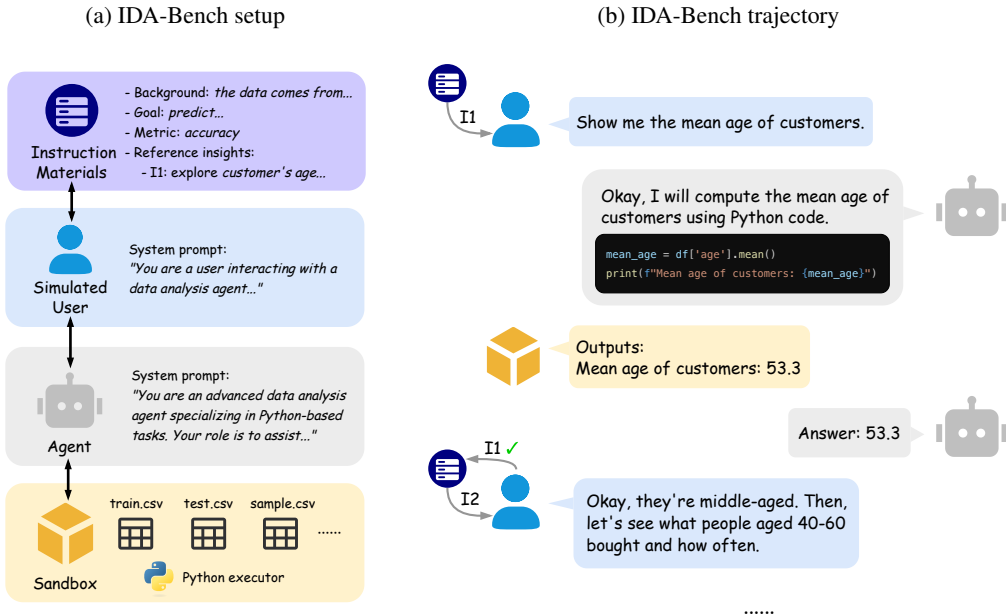 (a) IDA-Bench setup
Instruction
Materials
- Background: the data comes from...
- Goal: predict...
- Metric: accuracy
- Reference insights:
- I1: explore customer's age...
Simulated
User
System prompt:
"You are a user interacting with a
data analysis agent..."
Agent
System prompt:
"You are an advanced data analysis
agent specializing in Python-based
tasks. Your role is to assist..."
Sandbox
train.csv
test.csv
sample.csv
......
Python executor
(b) IDA-Bench trajectory
I1
Show me the mean age of customers.
Okay, I will compute the mean age of
customers using Python code.
mean_age = df['age'].mean()
print(f"Mean age of customers: {mean_age}")
Outputs:
Mean age of customers: 53.3
Answer: 53.3
I1 ✓
I2
Okay, they're middle-aged. Then,
let's see what people aged 40-60
bought and how often.
......